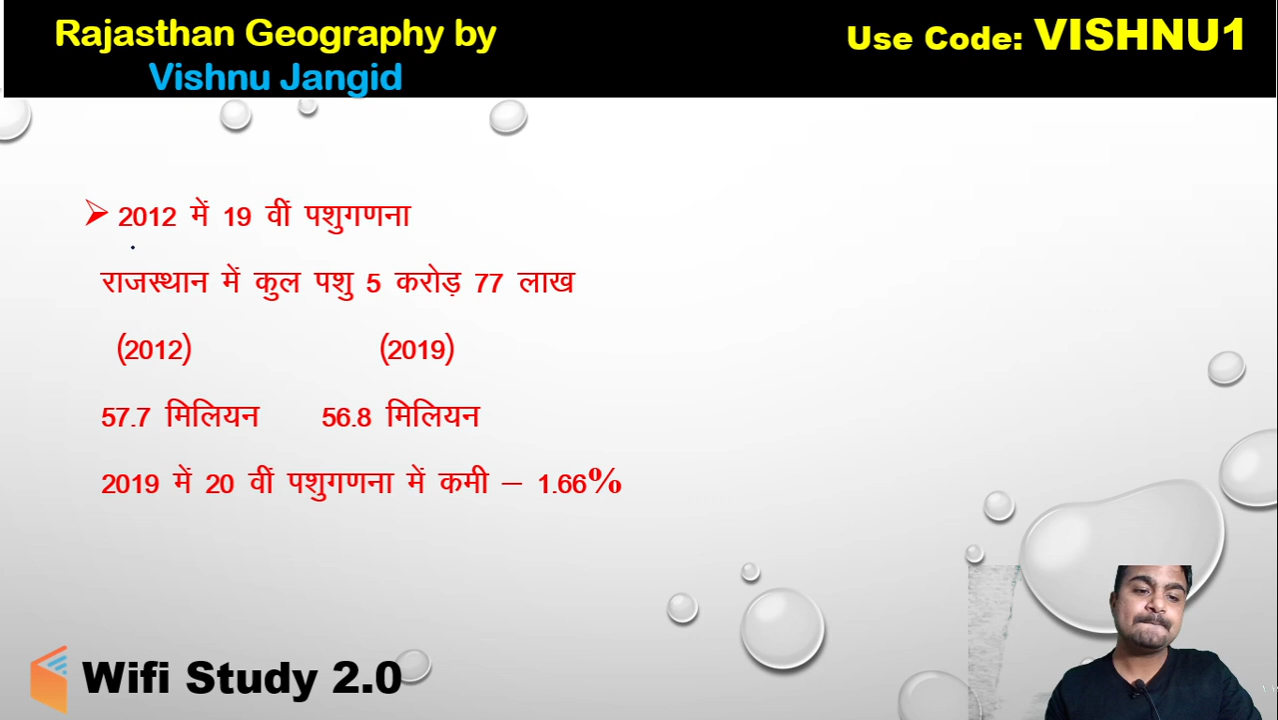 Rajasthan Geography by
Vishnu Jangid
Use Code: VISHNU1
➢ 2012 में 19 वीं पशुगणना
राजस्थान में कुल पशु 5 करोड़ 77 लाख
(2012) (2019)
57.7 मिलियन 56.8 मिलियन
2019 में 20 वीं पशुगणना में कमी – 1.66%
Wifi Study 2.0